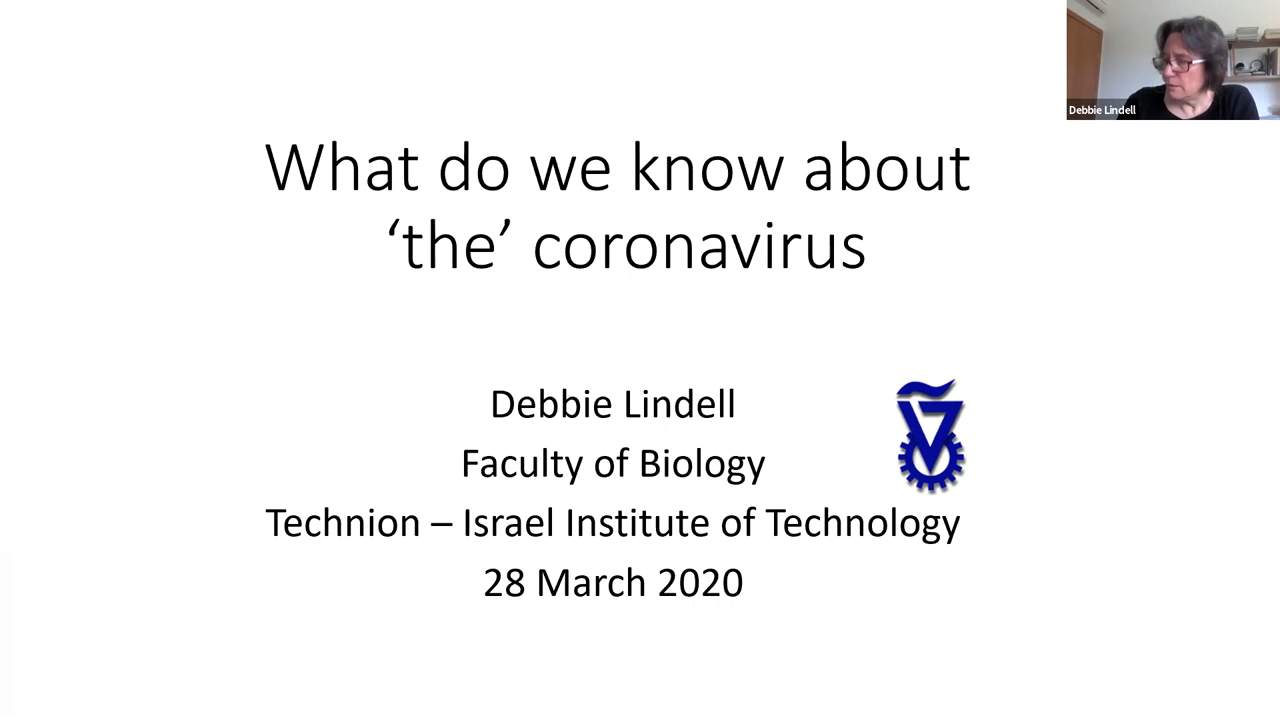 Debbie Lindell
What do we know about
‘the’ coronavirus
Debbie Lindell
Faculty of Biology
Technion – Israel Institute of Technology
28 March 2020